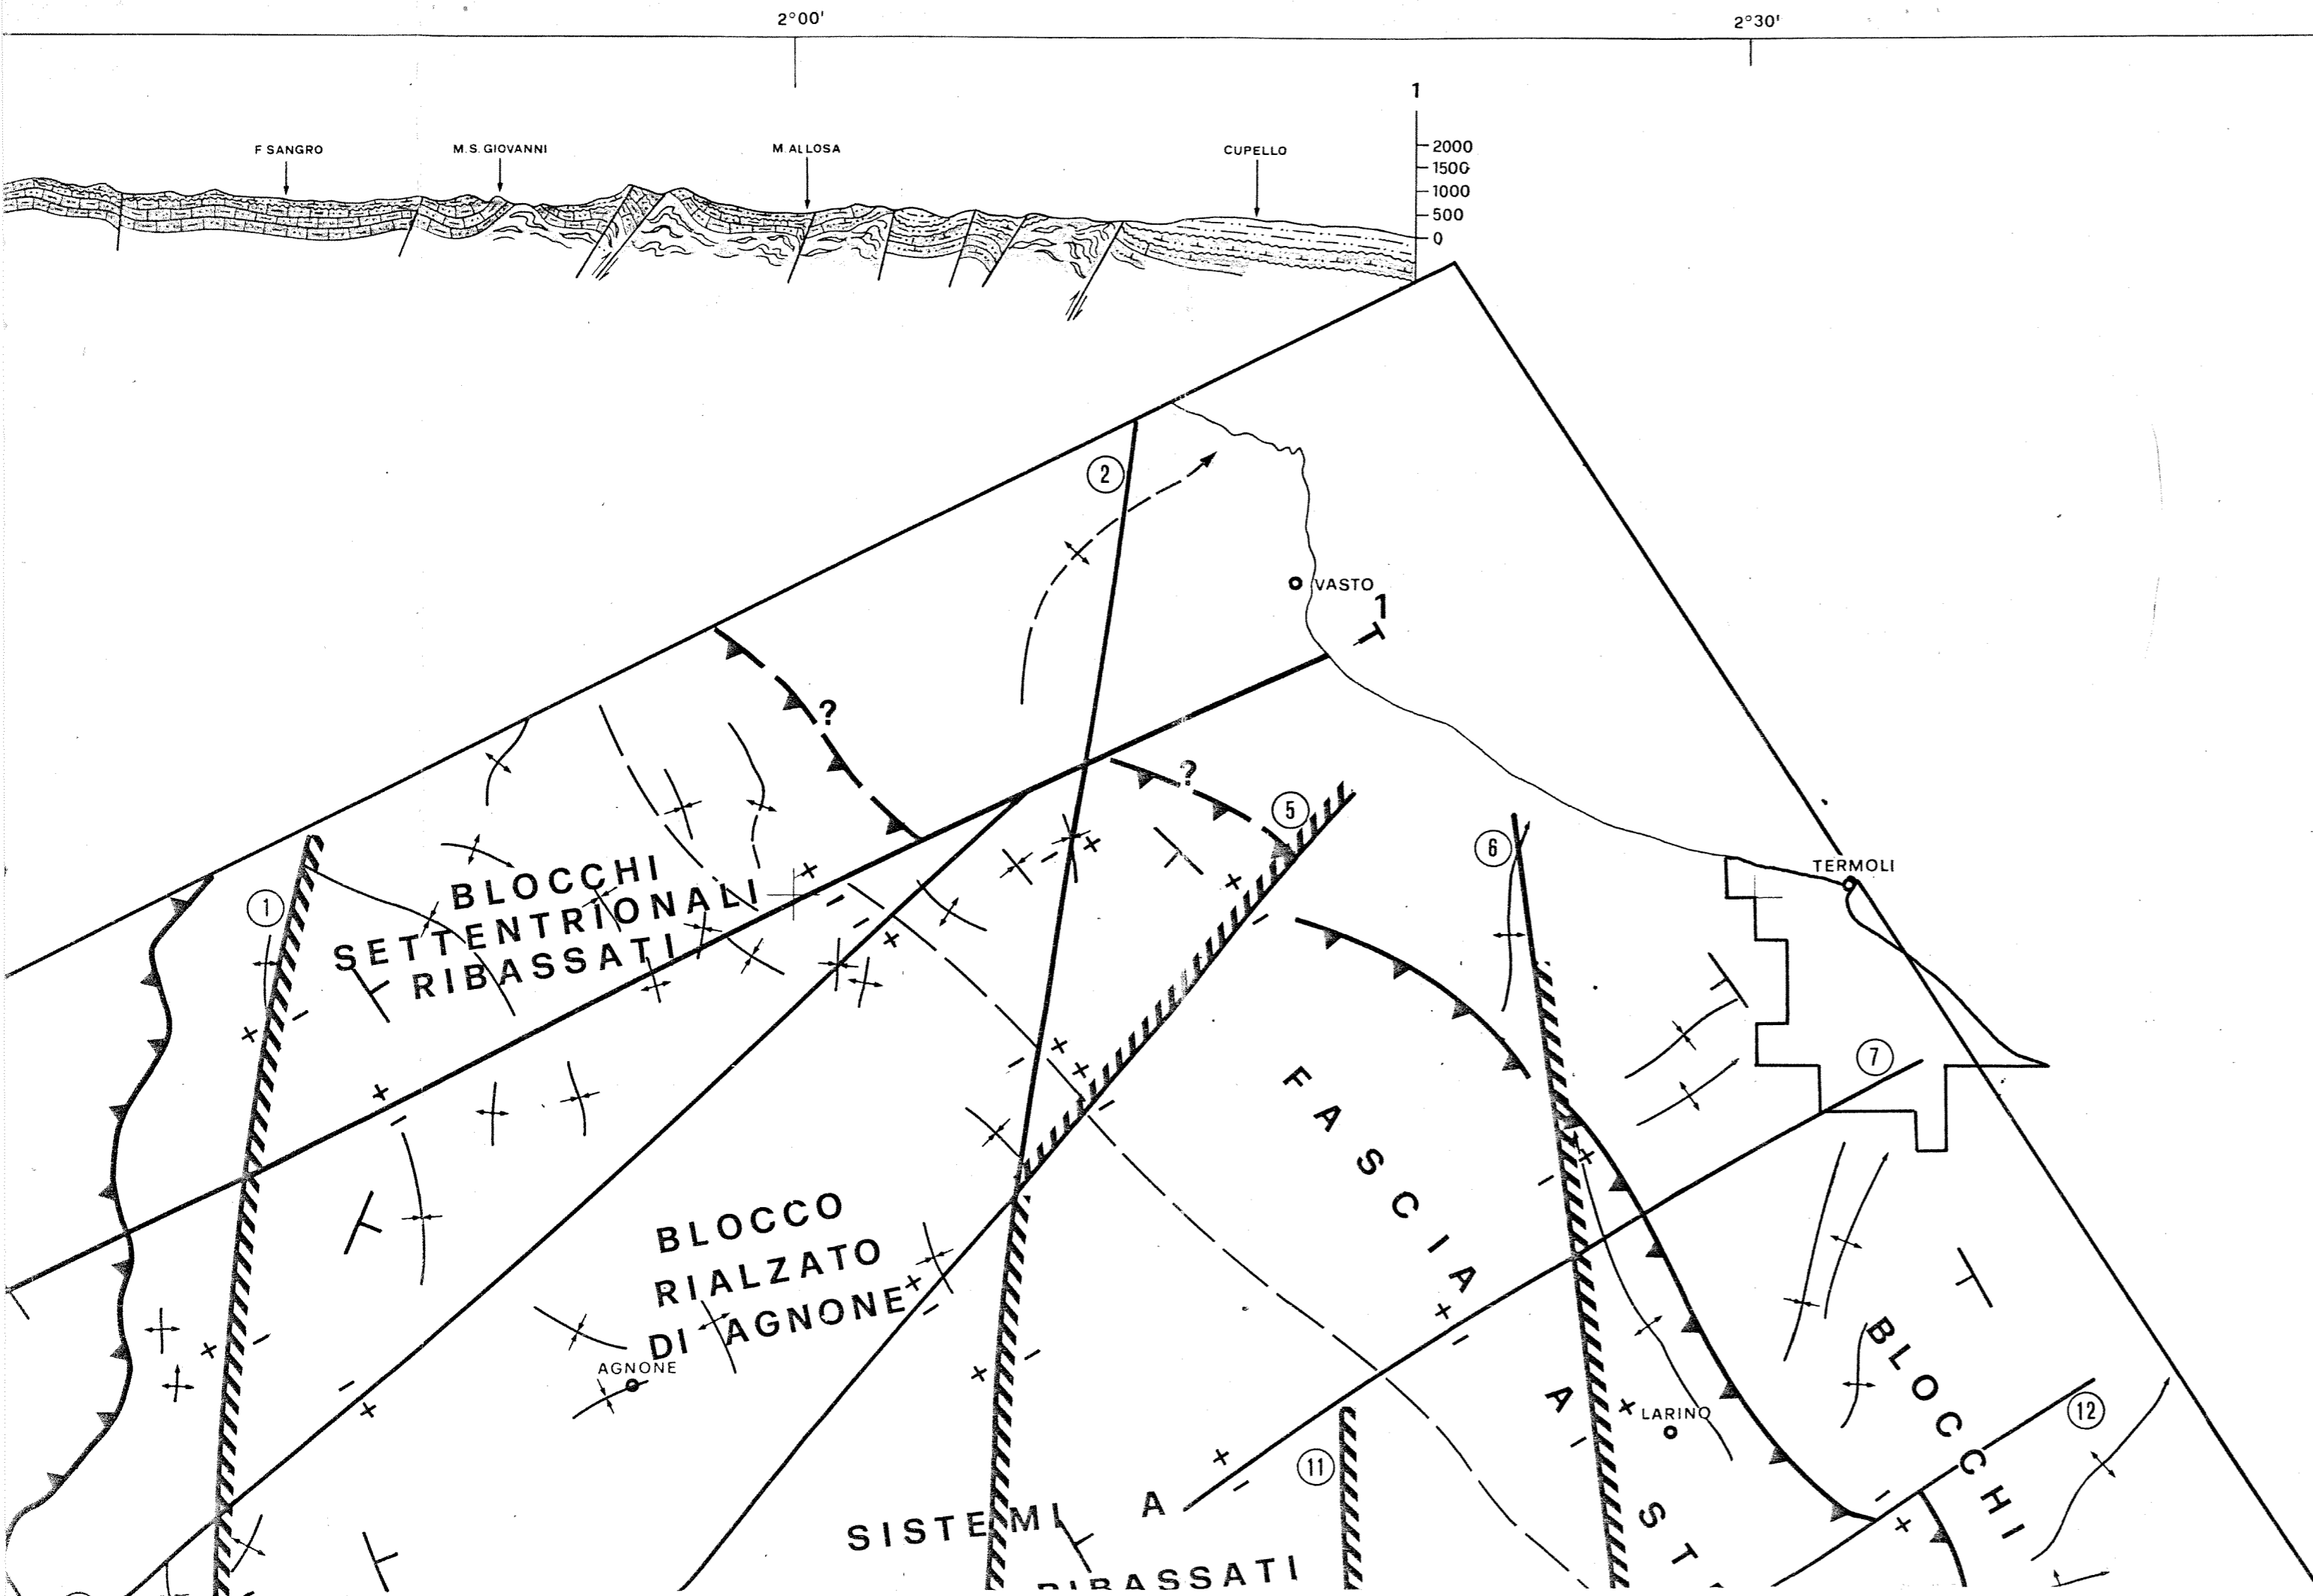 2°00'
2°30'
1
F SANGRO
M.S. GIOVANNI
M. ALLOSA
CUPELLO
2000
1500
1000
500
0
2
VASTO
1
?
?
5
6
TERMOLI
1
BLOCCHI
SETTENTRIONALI
RIBASSATI
7
FASCIA
BLOCCO
RIALZATO
DI AGNONE
AGNONE
BLOCCHI
A
LARINO
12
11
SISTEMI A
ST
RIBASSATI